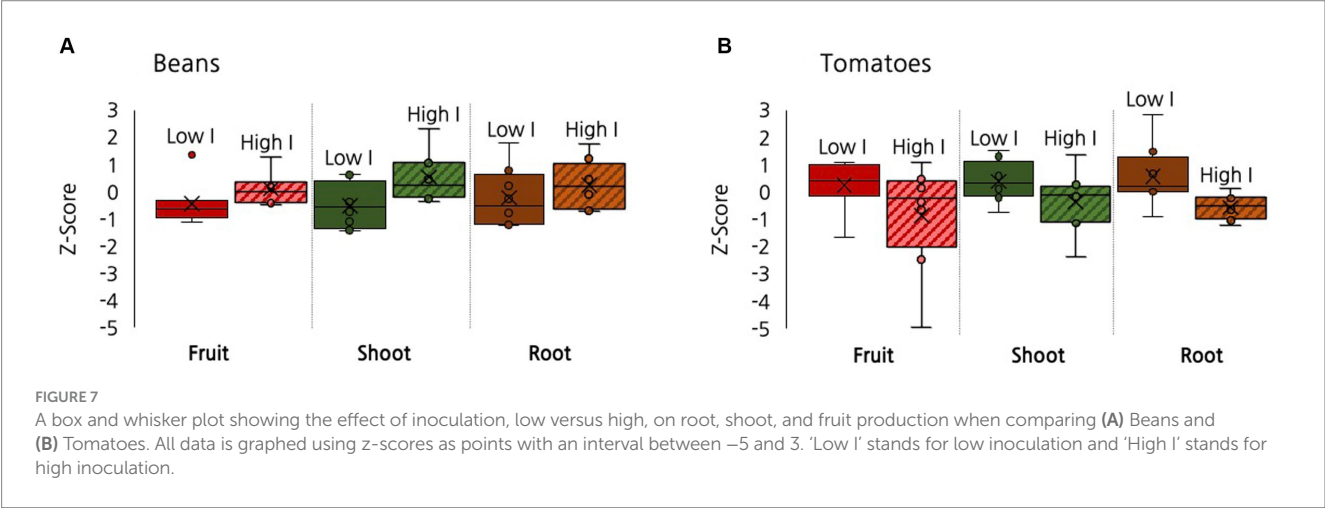 A
B
Beans
Tomatoes
3
2
1
0
-1
-2
-3
-4
-5
Z-Score
Low I
High I
Low I
High I
Low I
High I
Fruit
Shoot
Root
3
2
1
0
-1
-2
-3
-4
-5
Z-Score
Low I
High I
Low I
High I
Low I
High I
Fruit
Shoot
Root
FIGURE 7
A box and whisker plot showing the effect of inoculation, low versus high, on root, shoot, and fruit production when comparing (A) Beans and
(B) Tomatoes. All data is graphed using z-scores as points with an interval between −5 and 3. ‘Low I’ stands for low inoculation and ‘High I’ stands for
high inoculation.